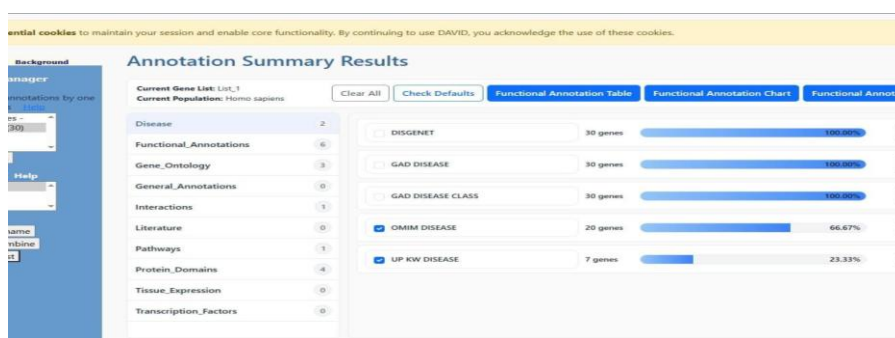 ential cookies to maintain your session and enable core functionality. By continuing to use DAVID, you acknowledge the use of these cookies.
Background
anager
nnotations by one
Help
es -
(30)
Help
name
mbine
st
Annotation Summary Results
Current Gene List: List_1
Current Population: Homo sapiens
Clear All
Check Defaults
Functional Annotation Table
Functional Annotation Chart
Functional Annot
Disease 2
Functional_Annotations 6
Gene_Ontology 3
General_Annotations 0
Interactions 1
Literature 0
Pathways 1
Protein_Domains 4
Tissue_Expression 0
Transcription_Factors 0
DISGENET 30 genes 100.00%
GAD DISEASE 30 genes 100.00%
GAD DISEASE CLASS 30 genes 100.00%
OMIM DISEASE 20 genes 66.67%
UP KW DISEASE 7 genes 23.33%